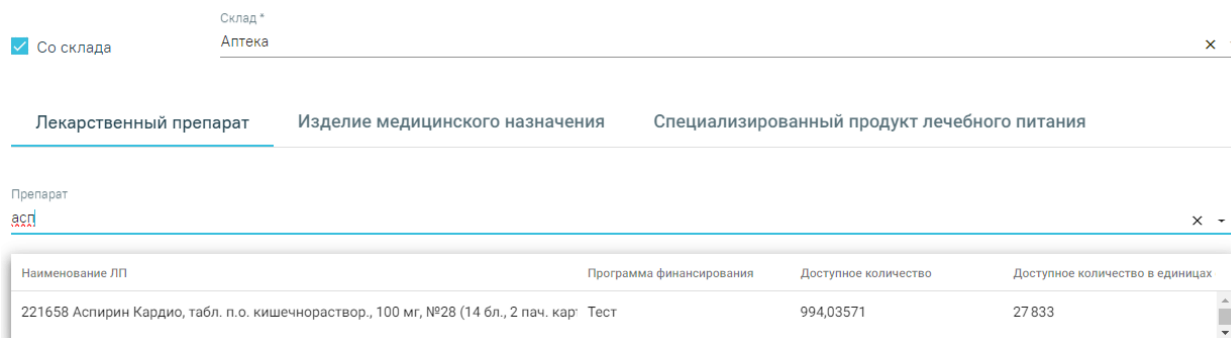 Склад *
Со склада
Аптека
Лекарственный препарат Изделие медицинского назначения Специализированный продукт лечебного питания
Препарат
асп
Наименование ЛП Программа финансирования Доступное количество Доступное количество в единицах
221658 Аспирин Кардио, табл. п.о. кишечнораствор., 100 мг, №28 (14 бл., 2 пач. кар Тест 994,03571 27 833